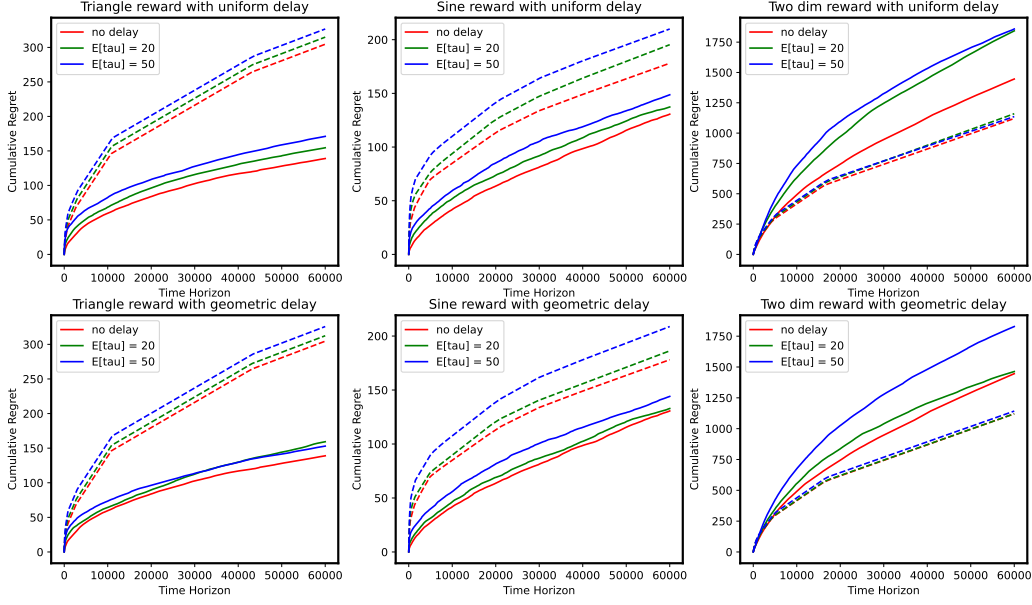 Triangle reward with uniform delay
Cumulative Regret
300
250
200
150
100
50
0
no delay
E[tau] = 20
E[tau] = 50
0 10000 20000 30000 40000 50000 60000
Time Horizon
Sine reward with uniform delay
Cumulative Regret
200
150
100
50
0
no delay
E[tau] = 20
E[tau] = 50
0 10000 20000 30000 40000 50000 60000
Time Horizon
Two dim reward with uniform delay
Cumulative Regret
1750
1500
1250
1000
750
500
250
0
no delay
E[tau] = 20
E[tau] = 50
0 10000 20000 30000 40000 50000 60000
Time Horizon
Triangle reward with geometric delay
Cumulative Regret
300
250
200
150
100
50
0
no delay
E[tau] = 20
E[tau] = 50
0 10000 20000 30000 40000 50000 60000
Time Horizon
Sine reward with geometric delay
Cumulative Regret
200
150
100
50
0
no delay
E[tau] = 20
E[tau] = 50
0 10000 20000 30000 40000 50000 60000
Time Horizon
Two dim reward with geometric delay
Cumulative Regret
1750
1500
1250
1000
750
500
250
0
no delay
E[tau] = 20
E[tau] = 50
0 10000 20000 30000 40000 50000 60000
Time Horizon